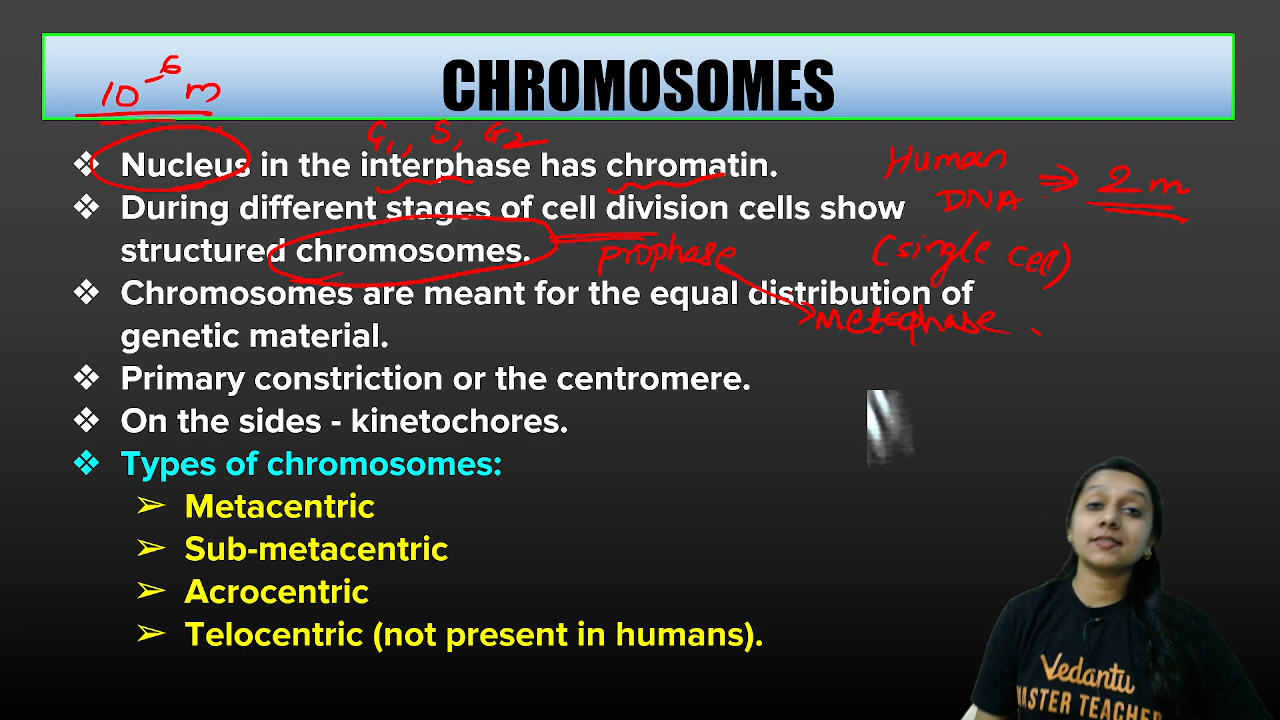 10⁻⁶ m
CHROMOSOMES
G₁, S, G₂
❖ Nucleus in the interphase has chromatin.
Human
DNA ⇒ 2 m
(single cell)
❖ During different stages of cell division cells show
structured chromosomes.
prophase
metaphase
❖ Chromosomes are meant for the equal distribution of
genetic material.
❖ Primary constriction or the centromere.
❖ On the sides - kinetochores.
❖ Types of chromosomes:
➢ Metacentric
➢ Sub-metacentric
➢ Acrocentric
➢ Telocentric (not present in humans).
Vedantu
MASTER TEACHER